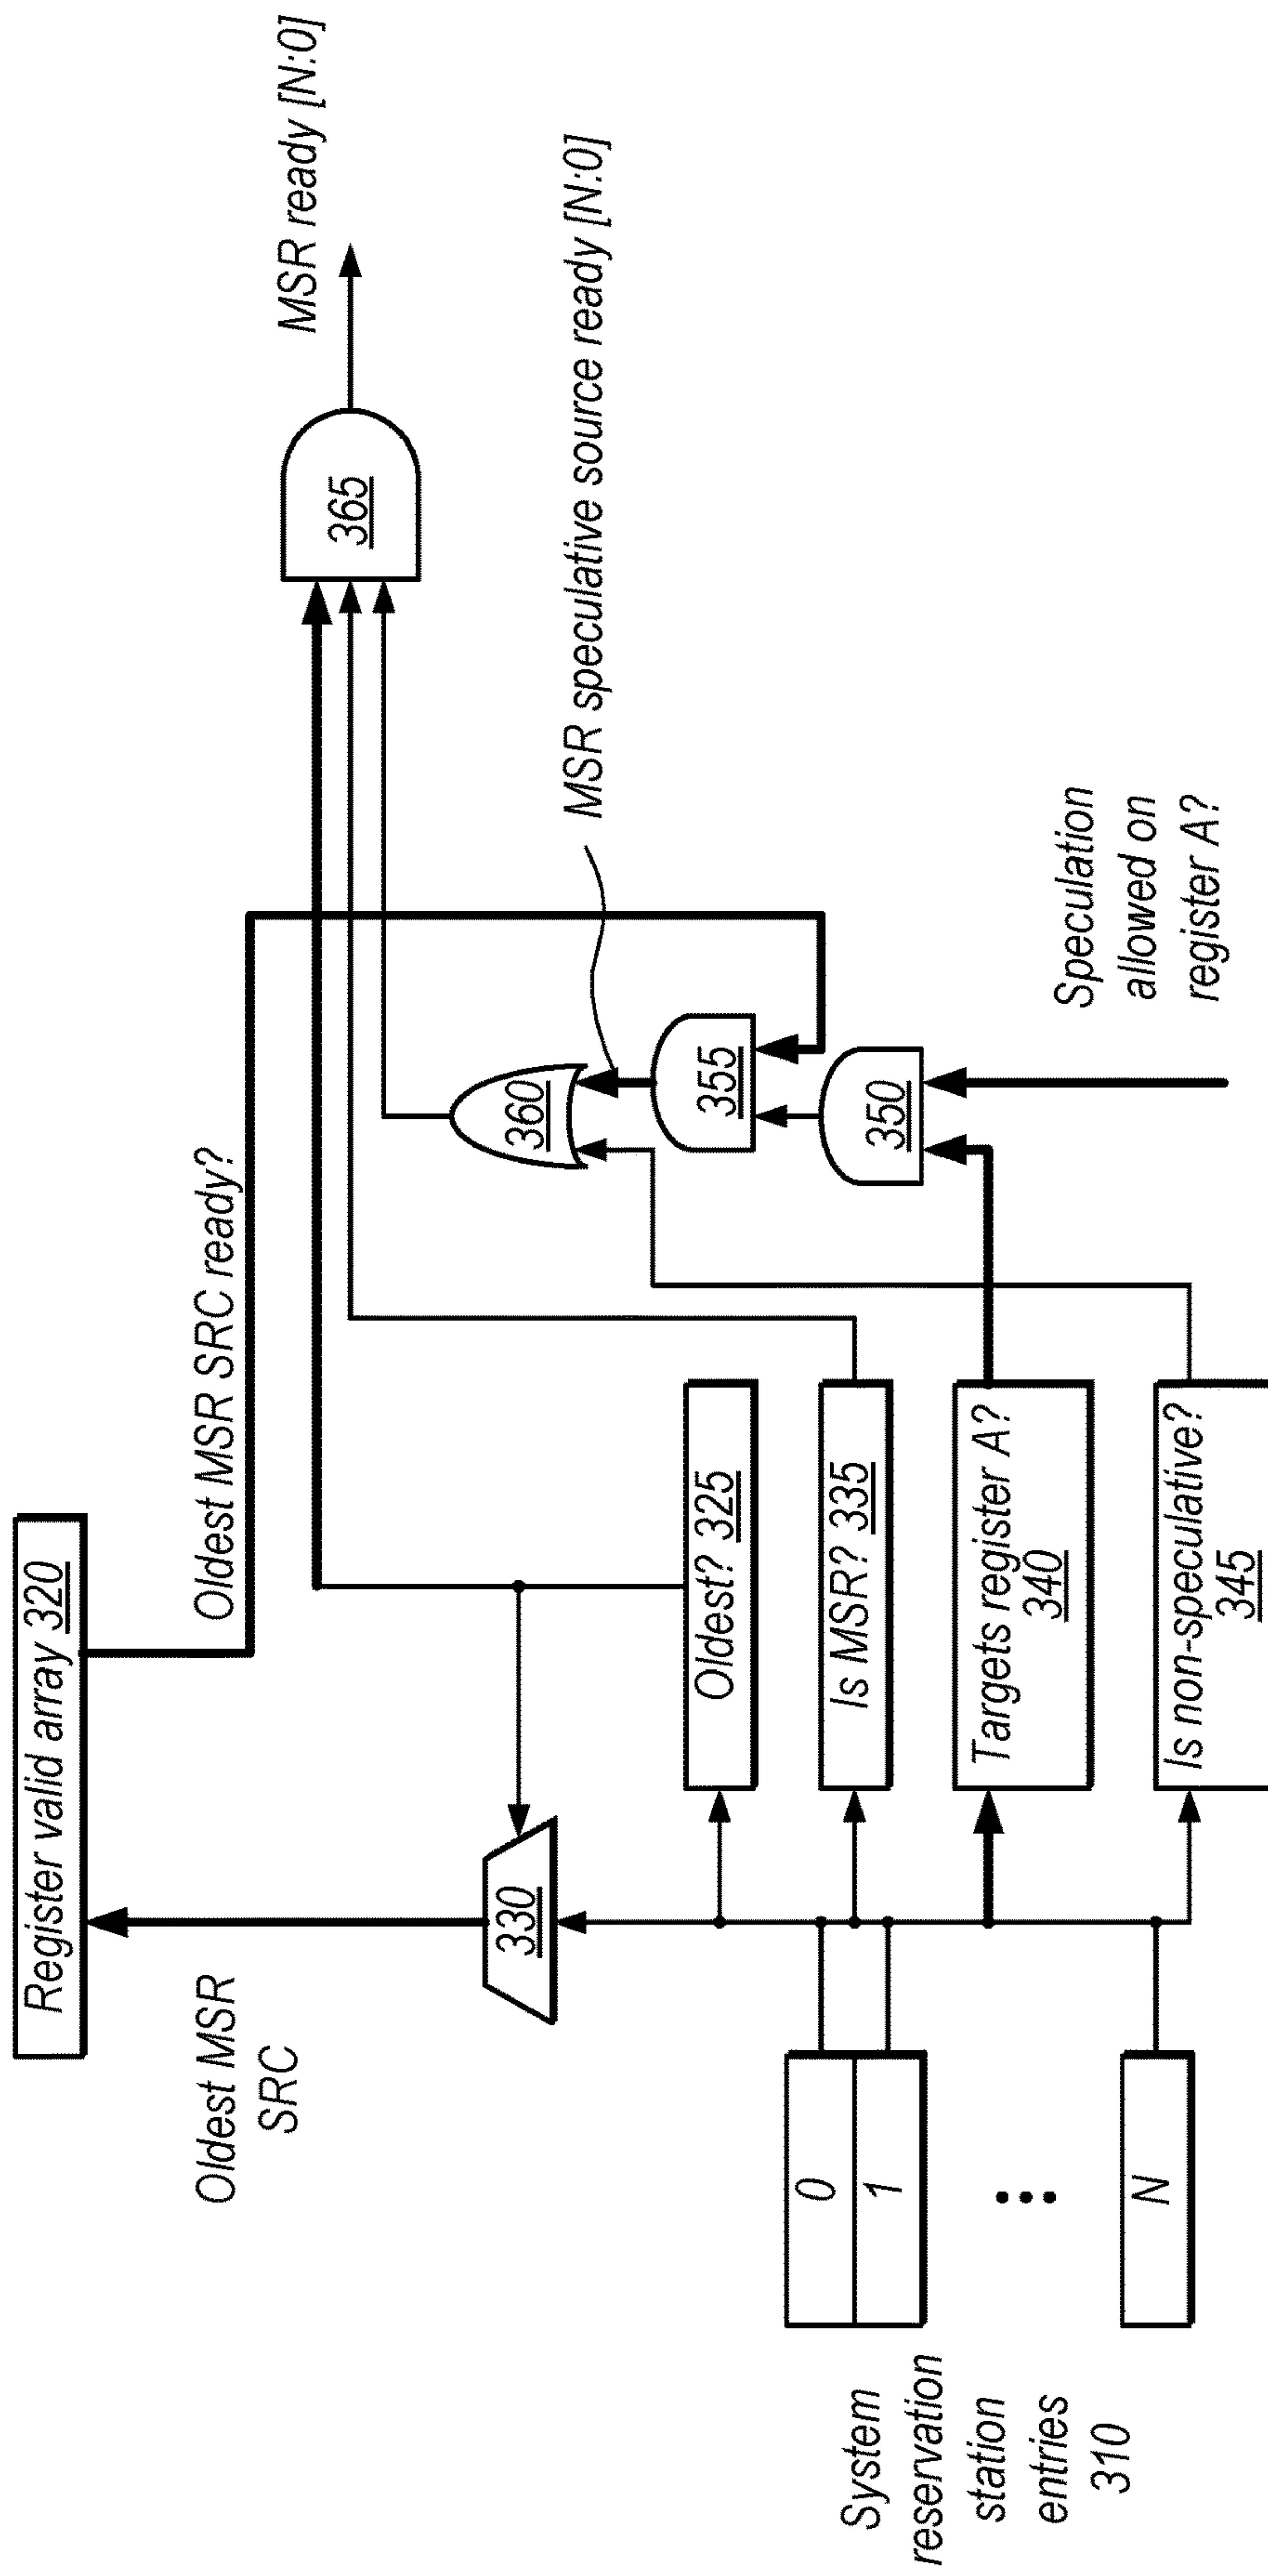 Register valid array 320
Oldest MSR SRC ready?
Oldest MSR
SRC
MSR ready [N:0]
365
MSR speculative source ready [N:0]
330
360
355
350
Oldest? 325
Is MSR? 335
Targets register A?
340
Is non-speculative?
345
Speculation
allowed on
register A?
0
1
N
System
reservation
station
entries
310